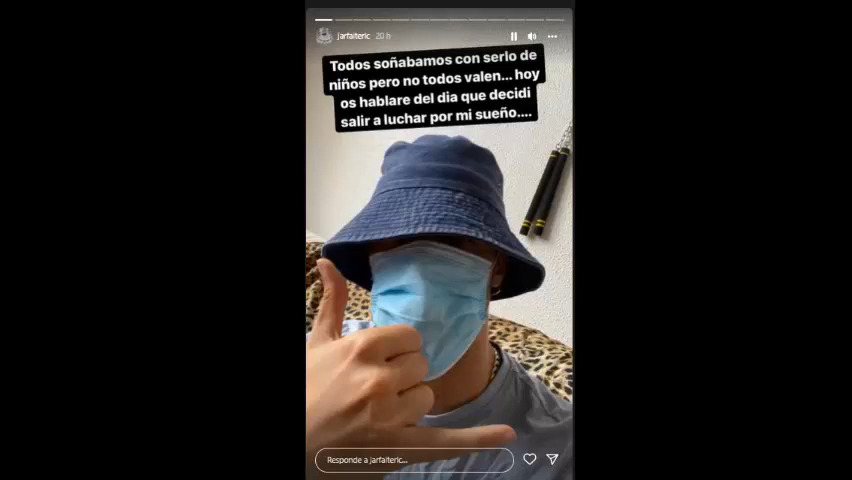 jarfaiteric 20 h
Todos soñabamos con serlo de
niños pero no todos valen... hoy
os hablare del dia que decidi
salir a luchar por mi sueño....
Responde a jarfaiteric...